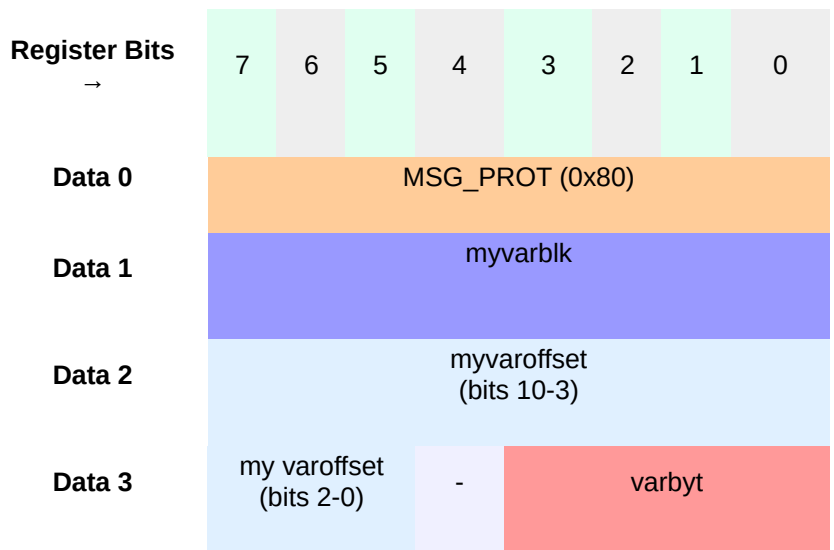 Register Bits
→
7 6 5 4 3 2 1 0
Data 0
MSG_PROT (0x80)
Data 1
myvarblk
Data 2
myvaroffset
(bits 10-3)
Data 3
my varoffset
(bits 2-0)
-
varbyt